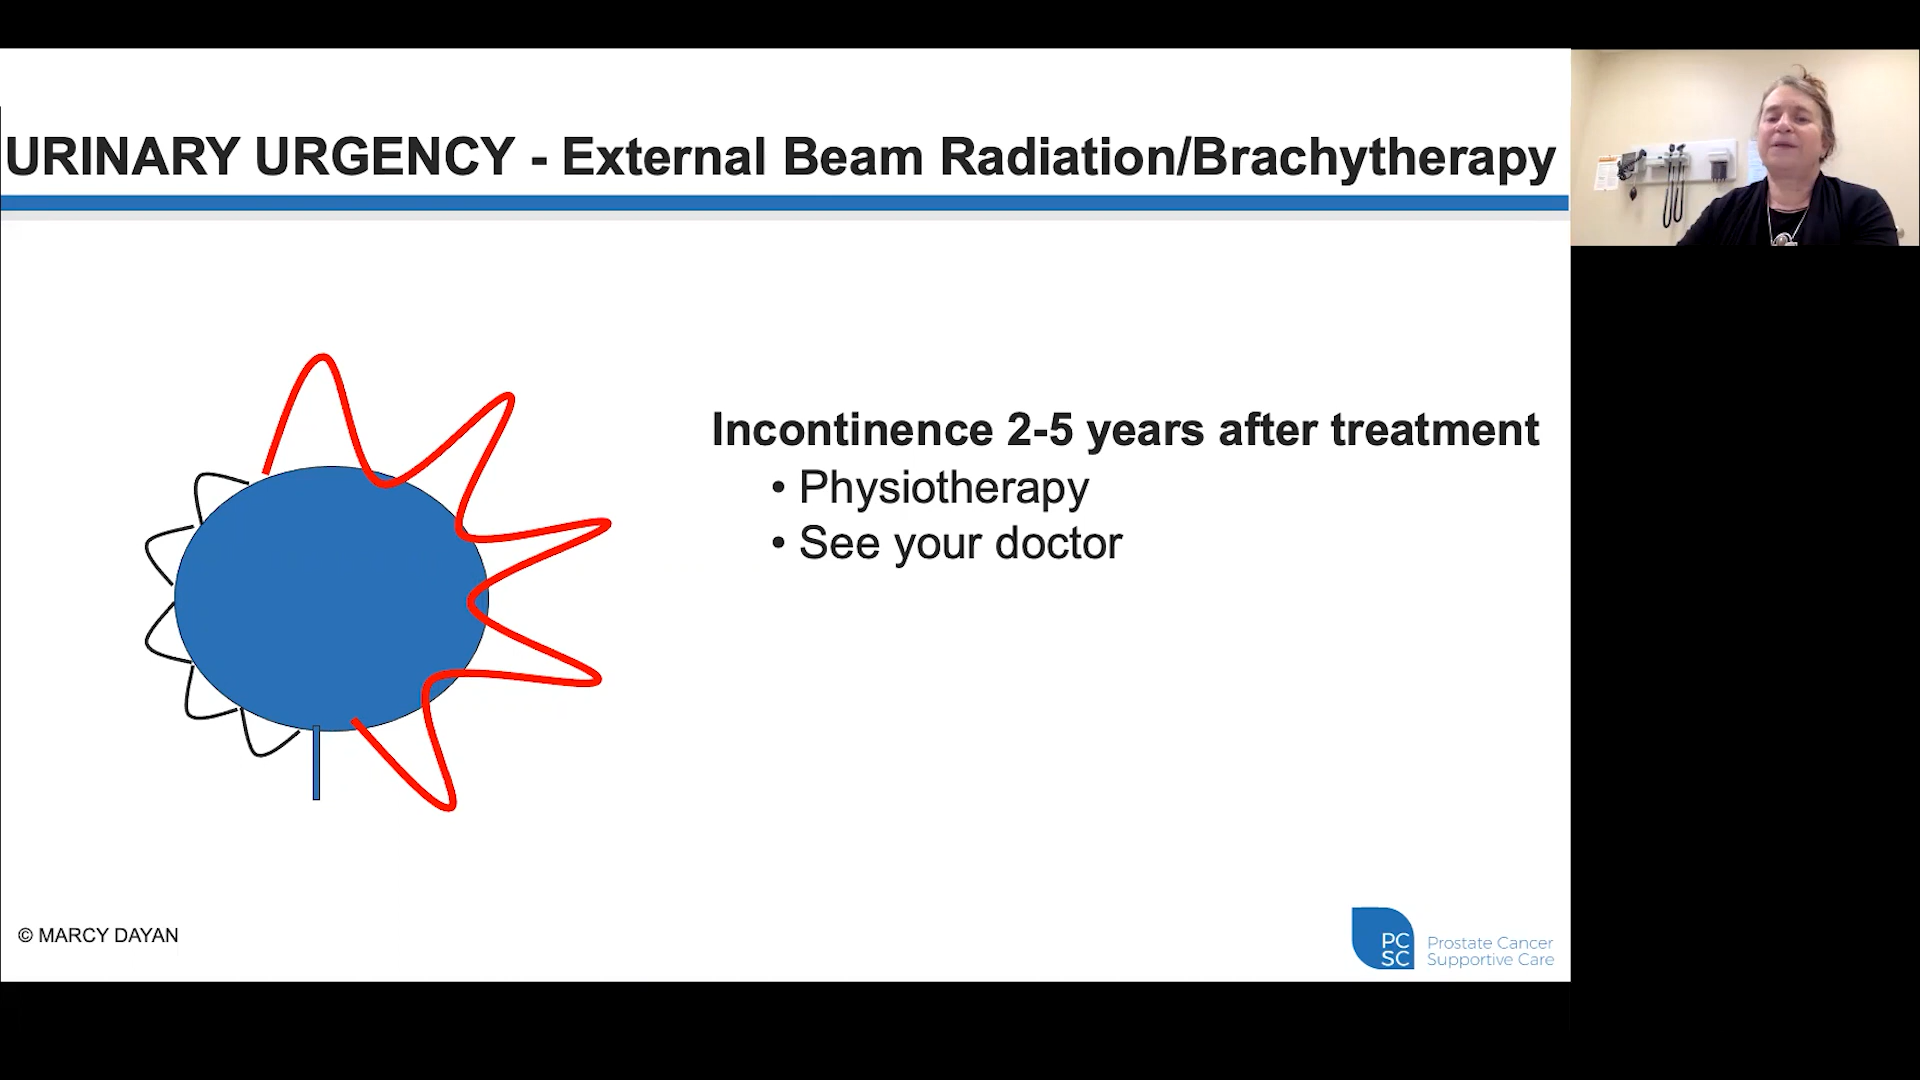 URINARY URGENCY - External Beam Radiation/Brachytherapy
Incontinence 2-5 years after treatment
• Physiotherapy
• See your doctor
© MARCY DAYAN
PC
SC
Prostate Cancer
Supportive Care